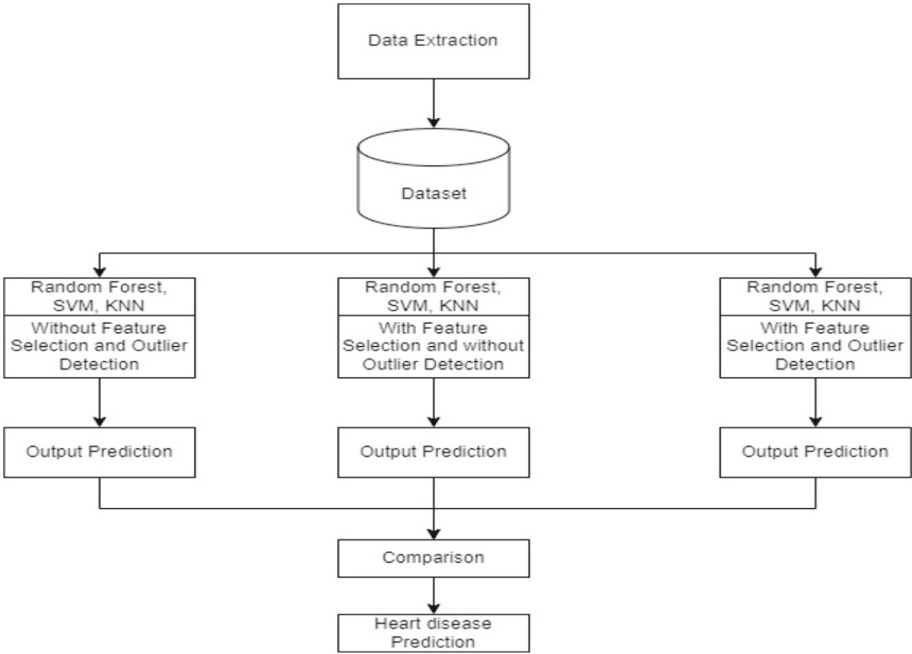 Data Extraction
Dataset
Random Forest,
SVM, KNN
Without Feature
Selection and Outlier
Detection
Random Forest,
SVM, KNN
With Feature
Selection and without
Outlier Detection
Random Forest,
SVM, KNN
With Feature
Selection and Outlier
Detection
Output Prediction
Output Prediction
Output Prediction
Comparison
Heart disease
Prediction